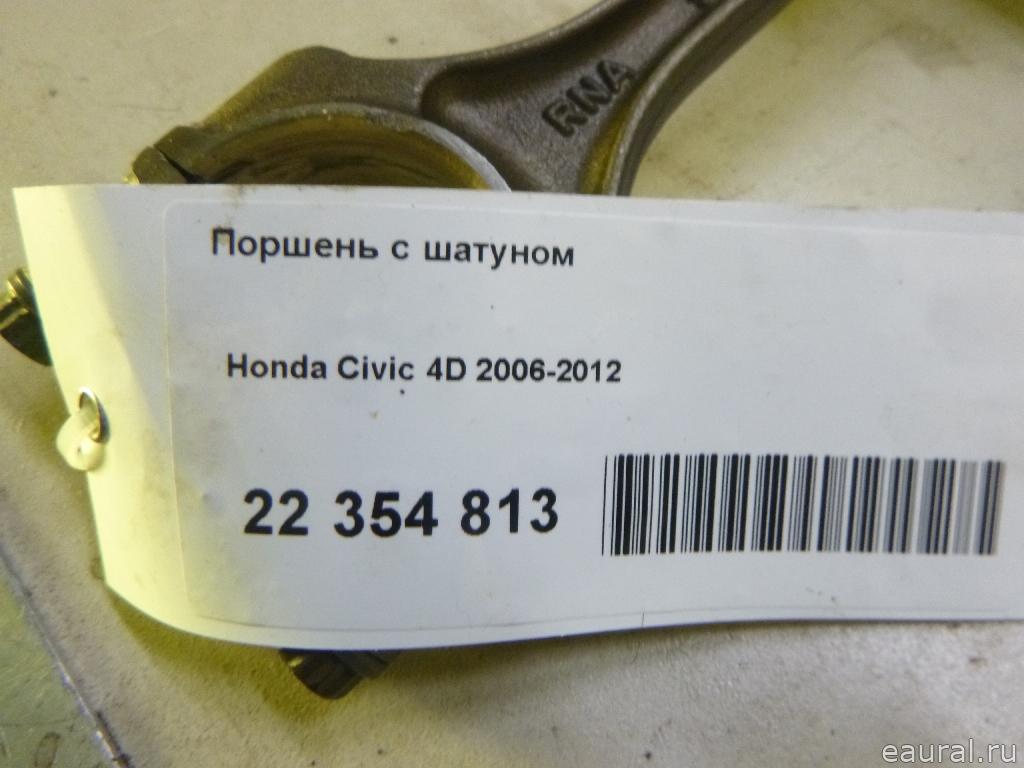 RNA
Поршень с шатуном
Honda Civic 4D 2006-2012
22 354 813
eaural.ru